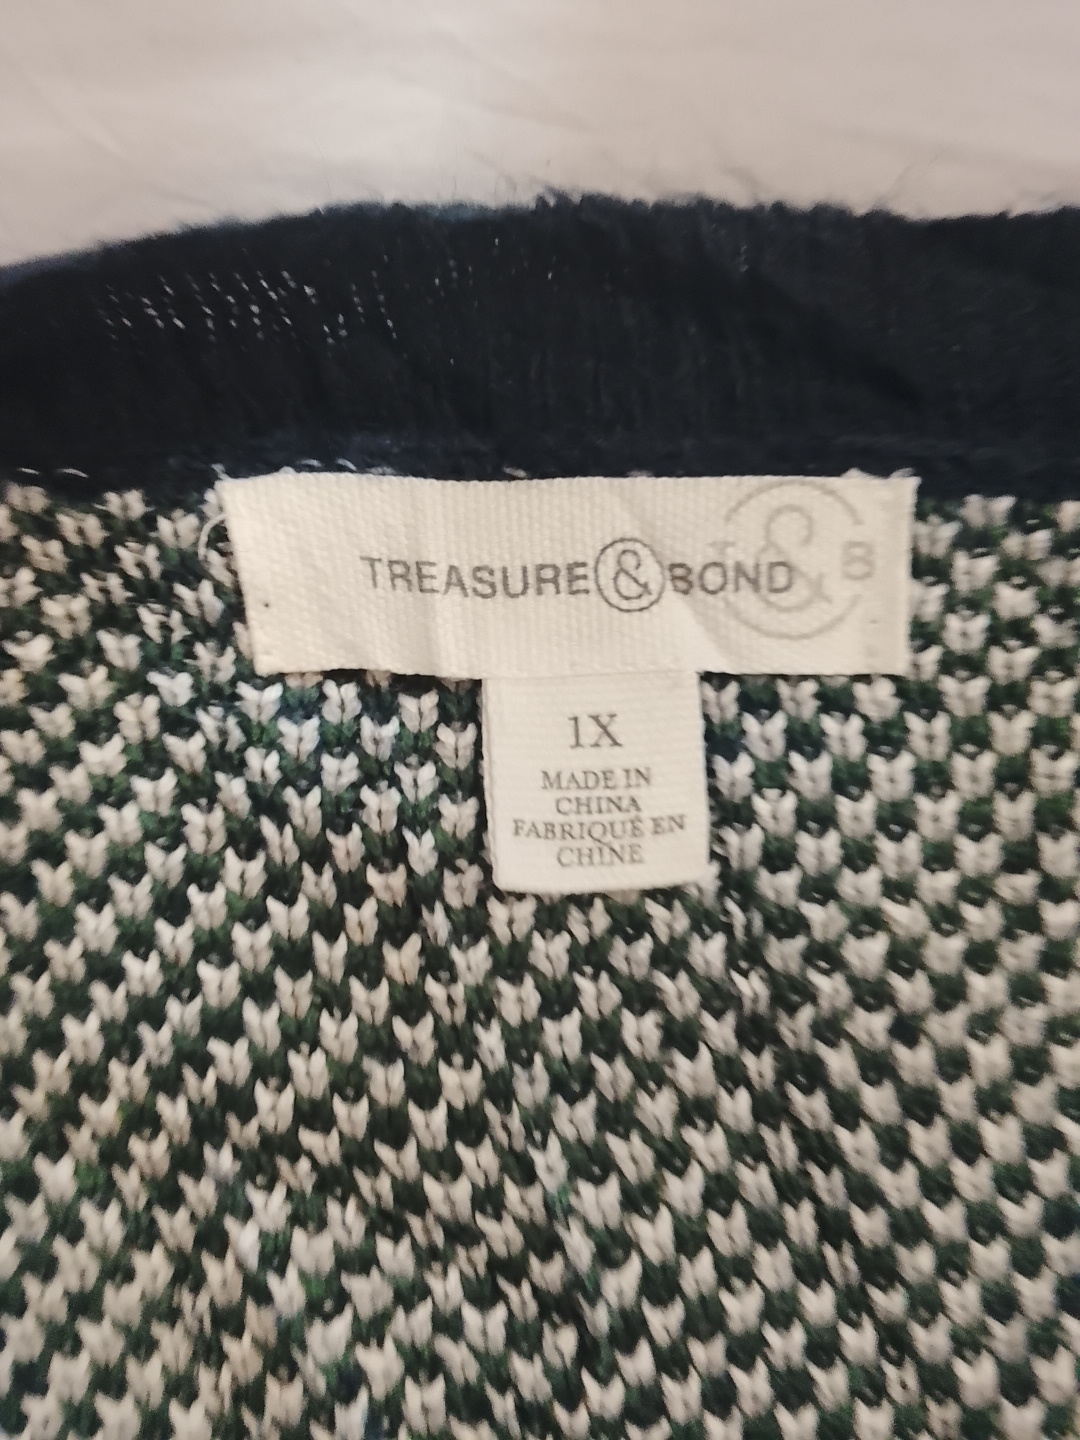 TREASURE & BOND
T & B
1X
MADE IN
CHINA
FABRIQUÉ EN
CHINE